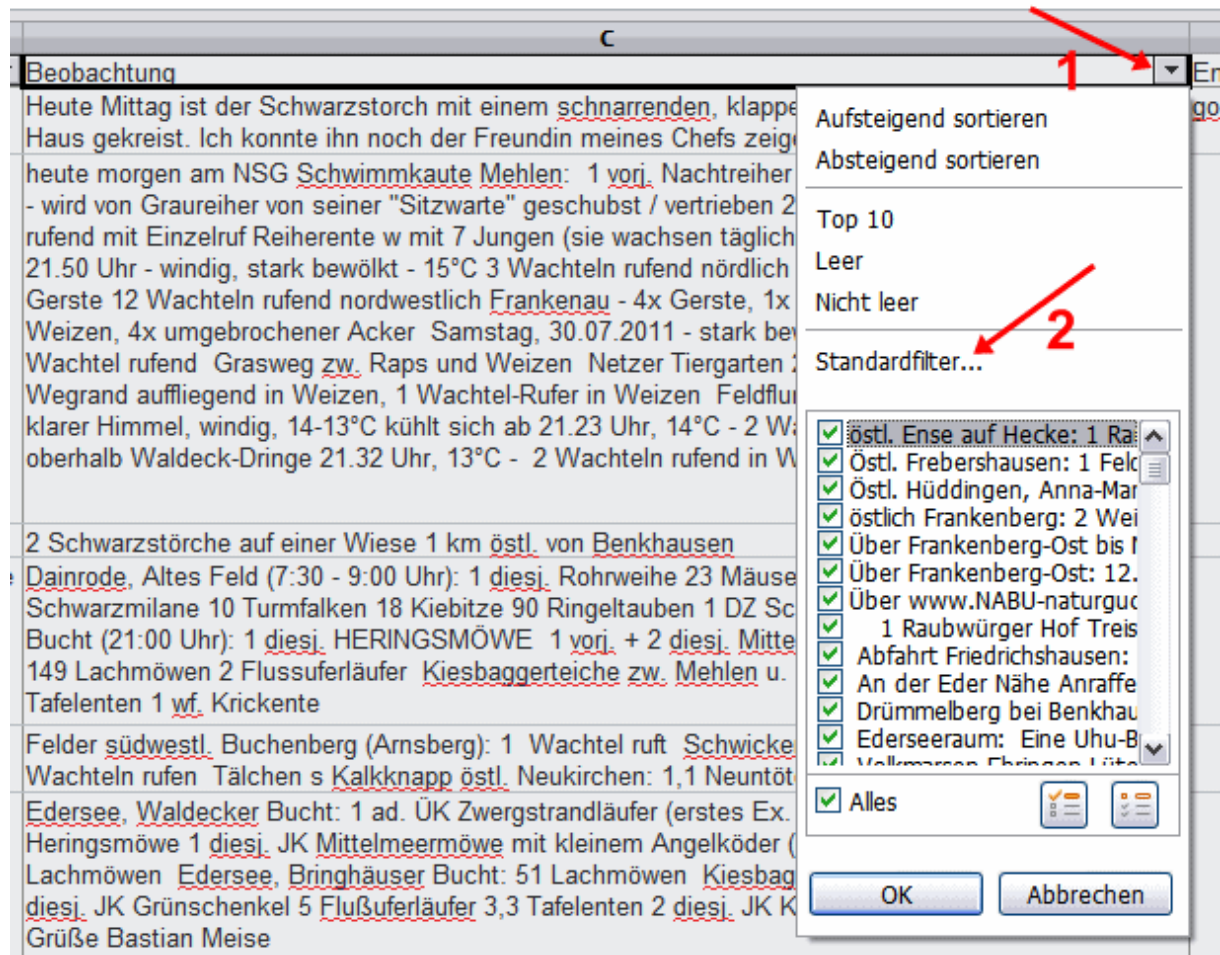 C
1
Beobachtung
En
Heute Mittag ist der Schwarzstorch mit einem schnarrenden, klappe
go
Haus gekreist. Ich konnte ihn noch der Freundin meines Chefs zeig
heute morgen am NSG Schwimmkaute Mehlen:  1 vorj. Nachtreiher
- wird von Graureiher von seiner "Sitzwarte" geschubst / vertrieben 2
rufend mit Einzelruf Reiherente w mit 7 Jungen (sie wachsen täglich
21.50 Uhr - windig, stark bewölkt - 15°C 3 Wachteln rufend nördlich
Gerste 12 Wachteln rufend nordwestlich Frankenau - 4x Gerste, 1x
Weizen, 4x umgebrochener Acker  Samstag, 30.07.2011 - stark bew
Wachtel rufend  Grasweg zw. Raps und Weizen  Netzer Tiergarten 2
Wegrand auffliegend in Weizen, 1 Wachtel-Rufer in Weizen  Feldflur
klarer Himmel, windig, 14-13°C kühlt sich ab 21.23 Uhr, 14°C - 2 Wa
oberhalb Waldeck-Dringe 21.32 Uhr, 13°C -  2 Wachteln rufend in W
2 Schwarzstörche auf einer Wiese 1 km östl. von Benkhausen
Dainrode, Altes Feld (7:30 - 9:00 Uhr): 1 diesj. Rohrweihe 23 Mäuse
Schwarzmilane 10 Turmfalken 18 Kiebitze 90 Ringeltauben 1 DZ Sc
Bucht (21:00 Uhr): 1 diesj. HERINGSMÖWE  1 vorj. + 2 diesj. Mitte
149 Lachmöwen 2 Flussuferläufer  Kiesbaggerteiche zw. Mehlen u.
Tafelenten 1 wf. Krickente
Felder südwestl. Buchenberg (Arnsberg): 1  Wachtel ruft  Schwicke
Wachteln rufen  Tälchen s Kalkknapp östl. Neukirchen: 1,1 Neuntöt
Edersee, Waldecker Bucht: 1 ad. ÜK Zwergstrandläufer (erstes Ex.
Heringsmöwe 1 diesj. JK Mittelmeermöwe mit kleinem Angelköder (
Lachmöwen  Edersee, Bringhäuser Bucht: 51 Lachmöwen  Kiesbag
diesj. JK Grünschenkel 5 Flußuferläufer 3,3 Tafelenten 2 diesj. JK K
Grüße Bastian Meise
Aufsteigend sortieren
Absteigend sortieren
Top 10
Leer
Nicht leer
2
Standardfilter...
östl. Ense auf Hecke: 1 Ra
Östl. Frebershausen: 1 Feld
Östl. Hüddingen, Anna-Mar
östlich Frankenberg: 2 Wei
Über Frankenberg-Ost bis
Über Frankenberg-Ost: 12.
Über www.NABU-naturguc
1 Raubwürger Hof Treis
Abfahrt Friedrichshausen:
An der Eder Nähe Anraffe
Drümmelberg bei Benkhau
Ederseeraum:  Eine Uhu-B
Alles
OK
Abbrechen